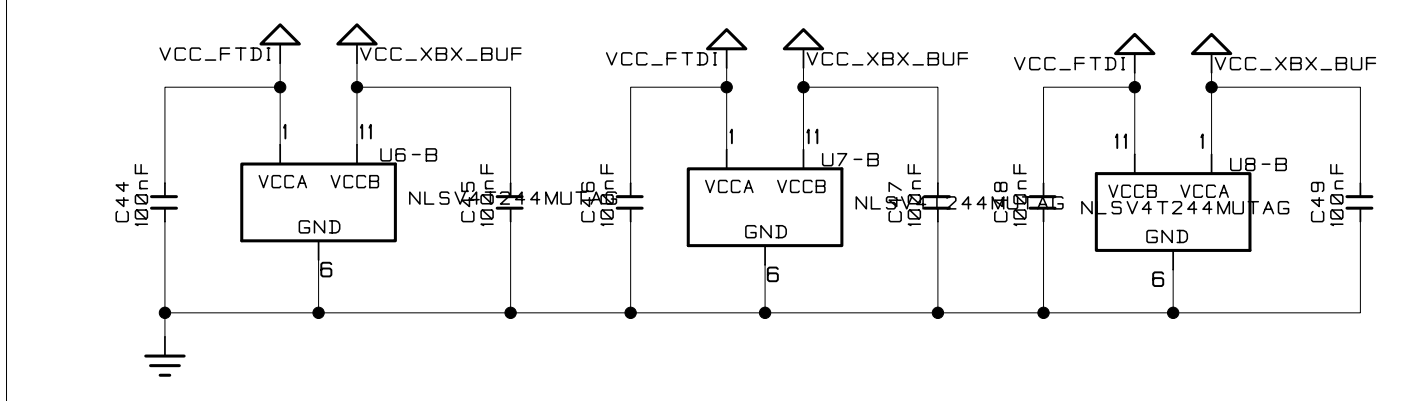 VCC_FTDI
VCC_XBX_BUF
1
11
U6-B
VCCA VCCB
GND
NLSV4T244MUTAG
6
C44
100nF
C45
100nF
VCC_FTDI
VCC_XBX_BUF
1
11
U7-B
VCCA VCCB
GND
NLSV4T244MUTAG
6
C46
100nF
C47
100nF
VCC_FTDI
VCC_XBX_BUF
11
1
U8-B
VCCB VCCA
NLSV4T244MUTAG
GND
6
C48
100nF
C49
100nF